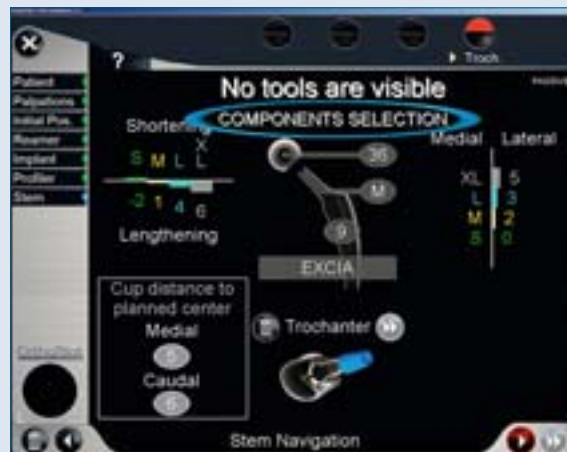 ?
Troch.
No tools are visible
COMPONENTS SELECTION
Patient
Palpations
Initial Pos.
Reamer
Implant
Profiler
Stem
Shortening
X
S M L L
-2 1 4 6
Lengthening
36
M
9
EXCIA
Medial Lateral
XL 5
L 3
M 2
S 0
Cup distance to
planned center
Medial
5
Caudal
6
Trochanter
OrthoPilot
Stem Navigation